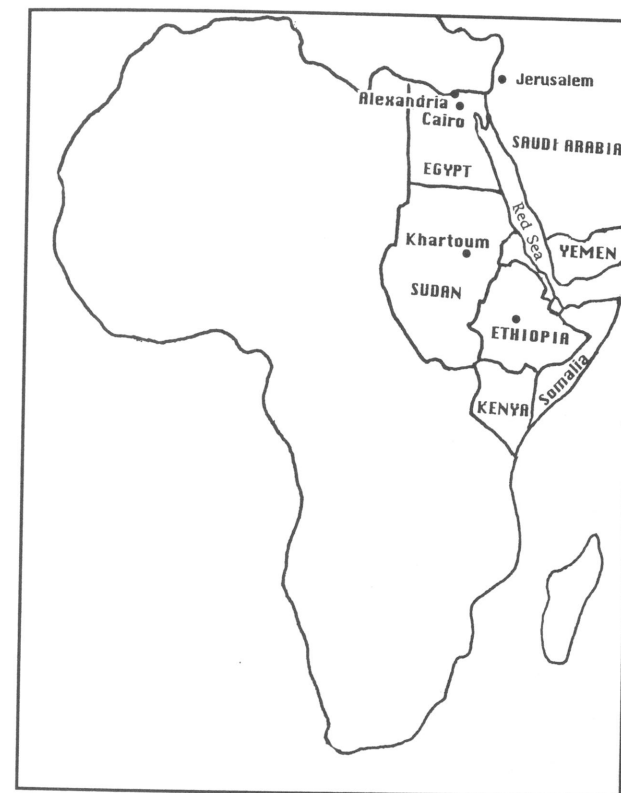 Jerusalem
Alexandria
Cairo
SAUDI ARABIA
EGYPT
Red Sea
Khartoum
YEMEN
SUDAN
ETHIOPIA
Somalia
KENYA